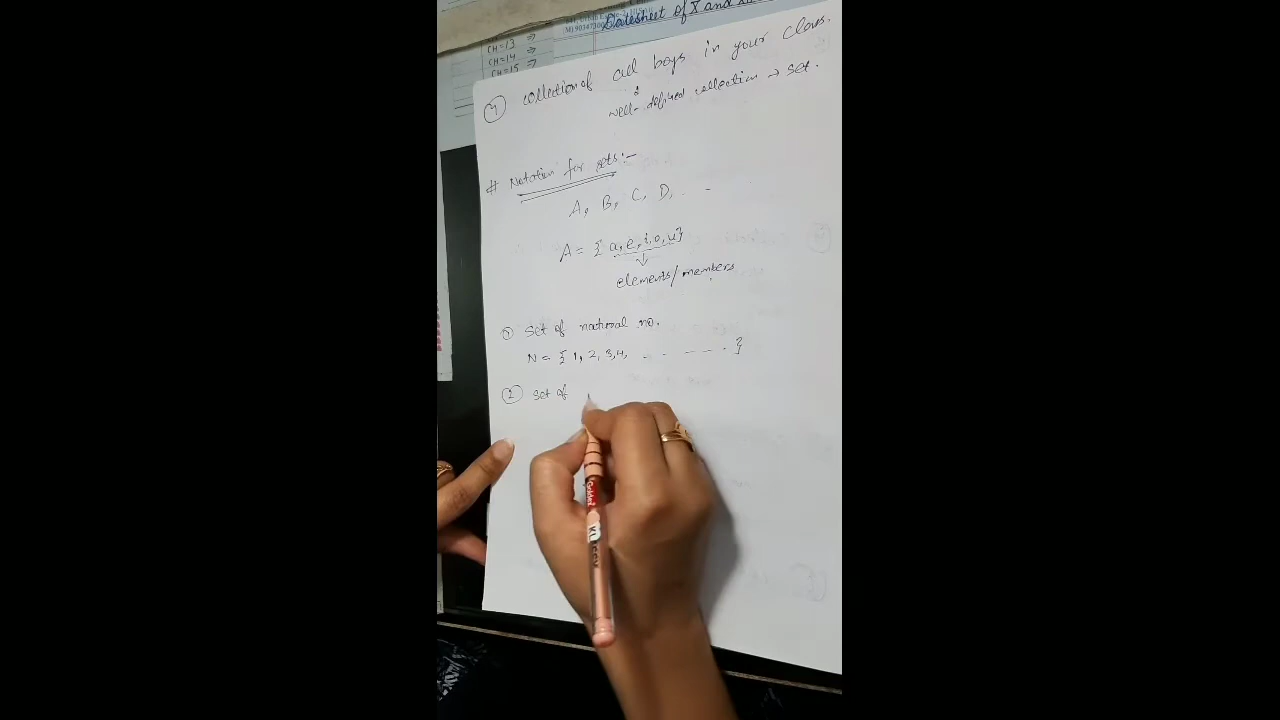 Datesheet of X and
CH=13 ⇒
CH=14 ⇒
CH=15 ⇒
7 collection of all boys in your class.
well-defined collection → set.
# Notation for sets:-
A, B, C, D, . -
A = {a, e, i, o, u}
elements/members
① Set of natural no.
N = {1, 2, 3, 4, - - - - - . }
② Set of